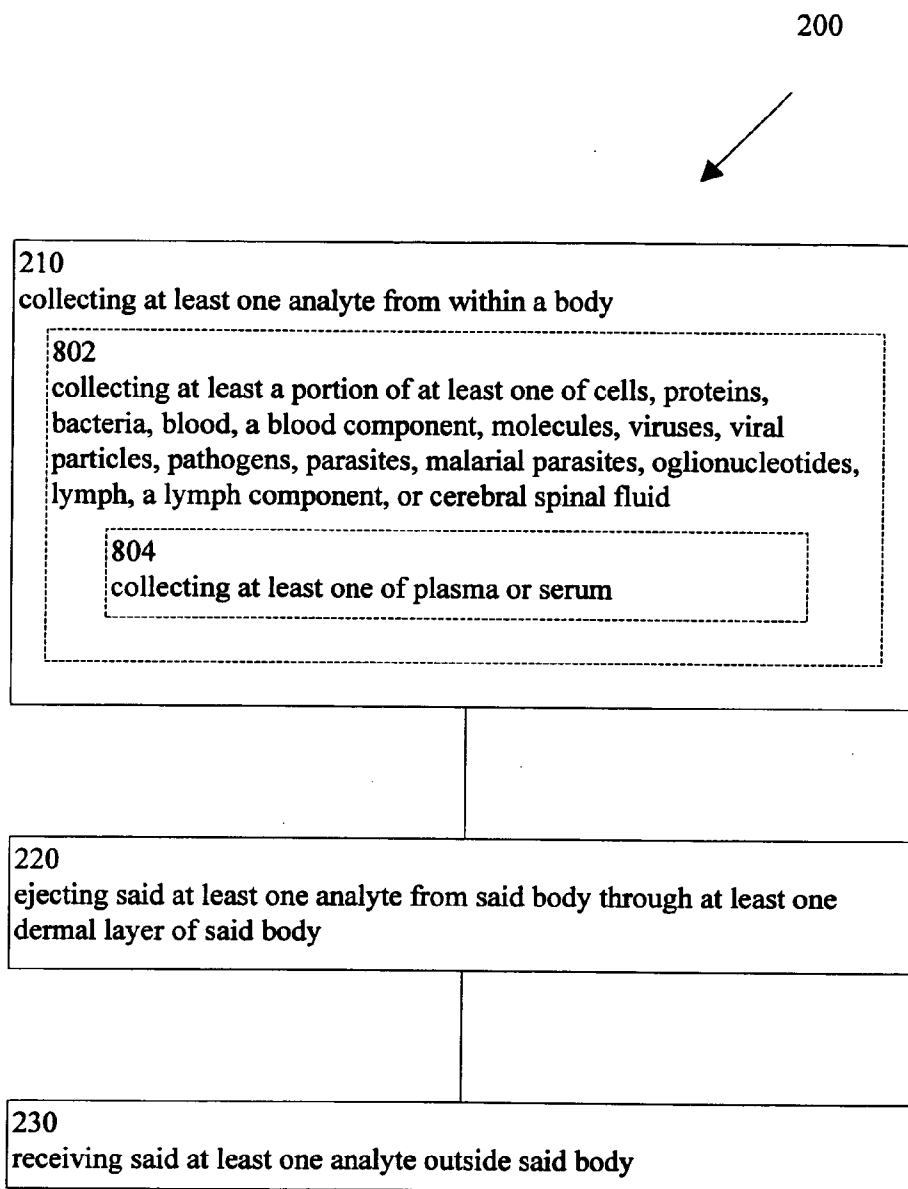 200
210
collecting at least one analyte from within a body
802
collecting at least a portion of at least one of cells, proteins,
bacteria, blood, a blood component, molecules, viruses, viral
particles, pathogens, parasites, malarial parasites, oglionucleotides,
lymph, a lymph component, or cerebral spinal fluid
804
collecting at least one of plasma or serum
220
ejecting said at least one analyte from said body through at least one
dermal layer of said body
230
receiving said at least one analyte outside said body